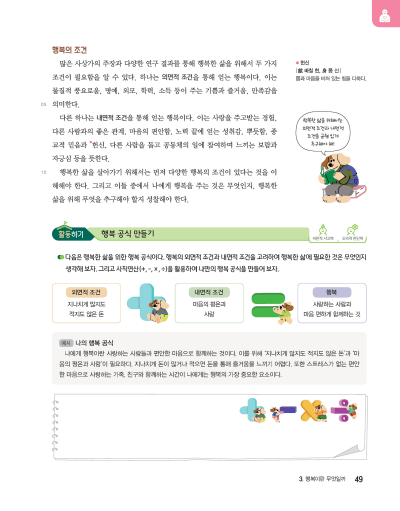 행복의 조건
많은 사상가의 주장과 다양한 연구 결과를 통해 행복한 삶을 위해서 두 가지
조건이 필요함을 알 수 있다. 하나는 외면적 조건을 통해 얻는 행복이다. 이는
물질적 풍요로움, 명예, 외모, 학력, 소득 등이 주는 기쁨과 즐거움, 만족감을
05 의미한다.
다른 하나는 내면적 조건을 통해 얻는 행복이다. 이는 사랑을 주고받는 경험,
다른 사람과의 좋은 관계, 마음의 편안함, 노력 끝에 얻는 성취감, 뿌듯함, 종
교적 믿음과 헌신, 다른 사람을 돕고 공동체의 일에 참여하며 느끼는 보람과
자긍심 등을 뜻한다.
10 행복한 삶을 살아가기 위해서는 먼저 다양한 행복의 조건이 있다는 것을 이
해해야 한다. 그리고 이들 중에서 나에게 행복을 주는 것은 무엇인지, 행복한
삶을 위해 무엇을 추구해야 할지 성찰해야 한다.
헌신
[獻 바칠 헌, 身 몸 신]
몸과 마음을 바쳐 있는 힘을 다하다.
행복한 삶을 위해서는
외면적 조건과 내면적
조건을 균형 있게
추구해야 해!
활동하기 행복 공식 만들기
다음은 행복한 삶을 위한 행복 공식이다. 행복의 외면적 조건과 내면적 조건을 고려하여 행복한 삶에 필요한 것은 무엇인지
생각해 보자. 그리고 사칙연산(+, -, ×, ÷)을 활용하여 나만의 행복 공식을 만들어 보자.
외면적 조건
지나치게 많지도
적지도 않은 돈
내면적 조건
마음의 평온과
사랑
행복
사랑하는 사람과
마음 편하게 함께하는 것
예시 나의 행복 공식
나에게 행복이란 사랑하는 사람들과 편안한 마음으로 함께하는 것이다. 이를 위해 '지나치게 많지도 적지도 않은 돈'과 '마
음의 평온과 사랑'이 필요하다. 지나치게 돈이 많거나 적으면 돈을 통해 즐거움을 느끼기 어렵다. 또한 스트레스가 없는 편안
한 마음으로 사랑하는 가족, 친구와 함께하는 시간이 나에게는 행복의 가장 중요한 요소이다.
3. 행복이란 무엇일까 49